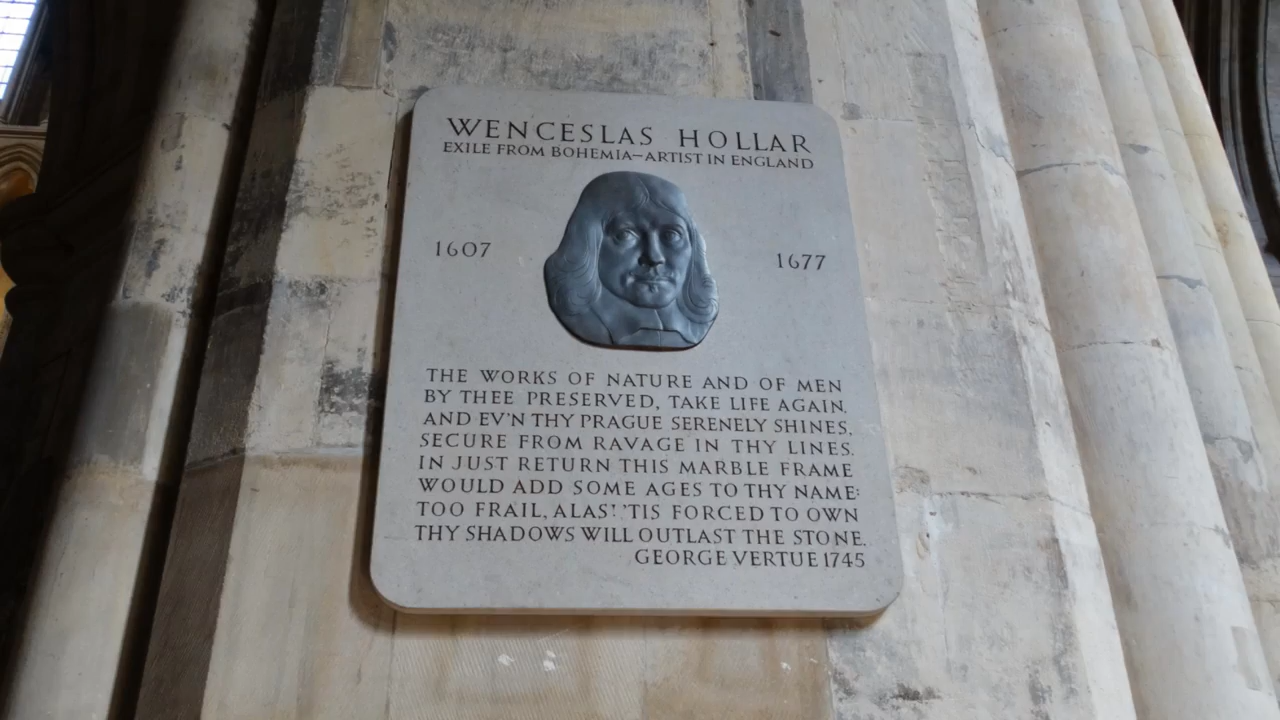 WENCESLAS HOLLAR
EXILE FROM BOHEMIA–ARTIST IN ENGLAND
1607
1677
THE WORKS OF NATURE AND OF MEN
BY THEE PRESERVED, TAKE LIFE AGAIN,
AND EV'N THY PRAGUE SERENELY SHINES,
SECURE FROM RAVAGE IN THY LINES.
IN JUST RETURN THIS MARBLE FRAME
WOULD ADD SOME AGES TO THY NAME:
TOO FRAIL, ALAS! 'TIS FORCED TO OWN
THY SHADOWS WILL OUTLAST THE STONE.
GEORGE VERTUE 1745